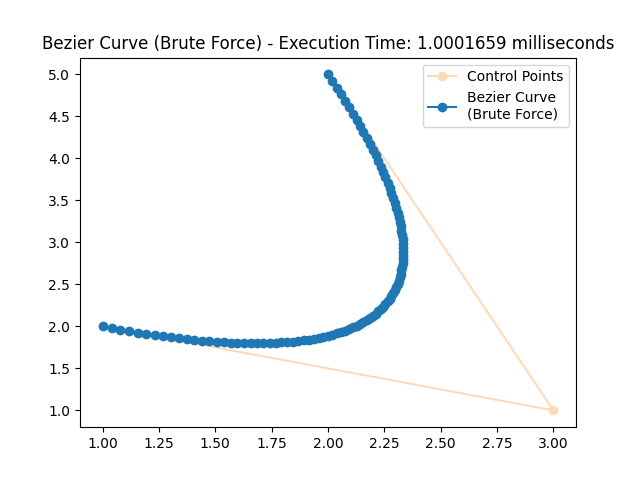 Bezier Curve (Brute Force) - Execution Time: 1.0001659 milliseconds
Control Points
Bezier Curve
(Brute Force)
5.0
4.5
4.0
3.5
3.0
2.5
2.0
1.5
1.0
1.00 1.25 1.50 1.75 2.00 2.25 2.50 2.75 3.00